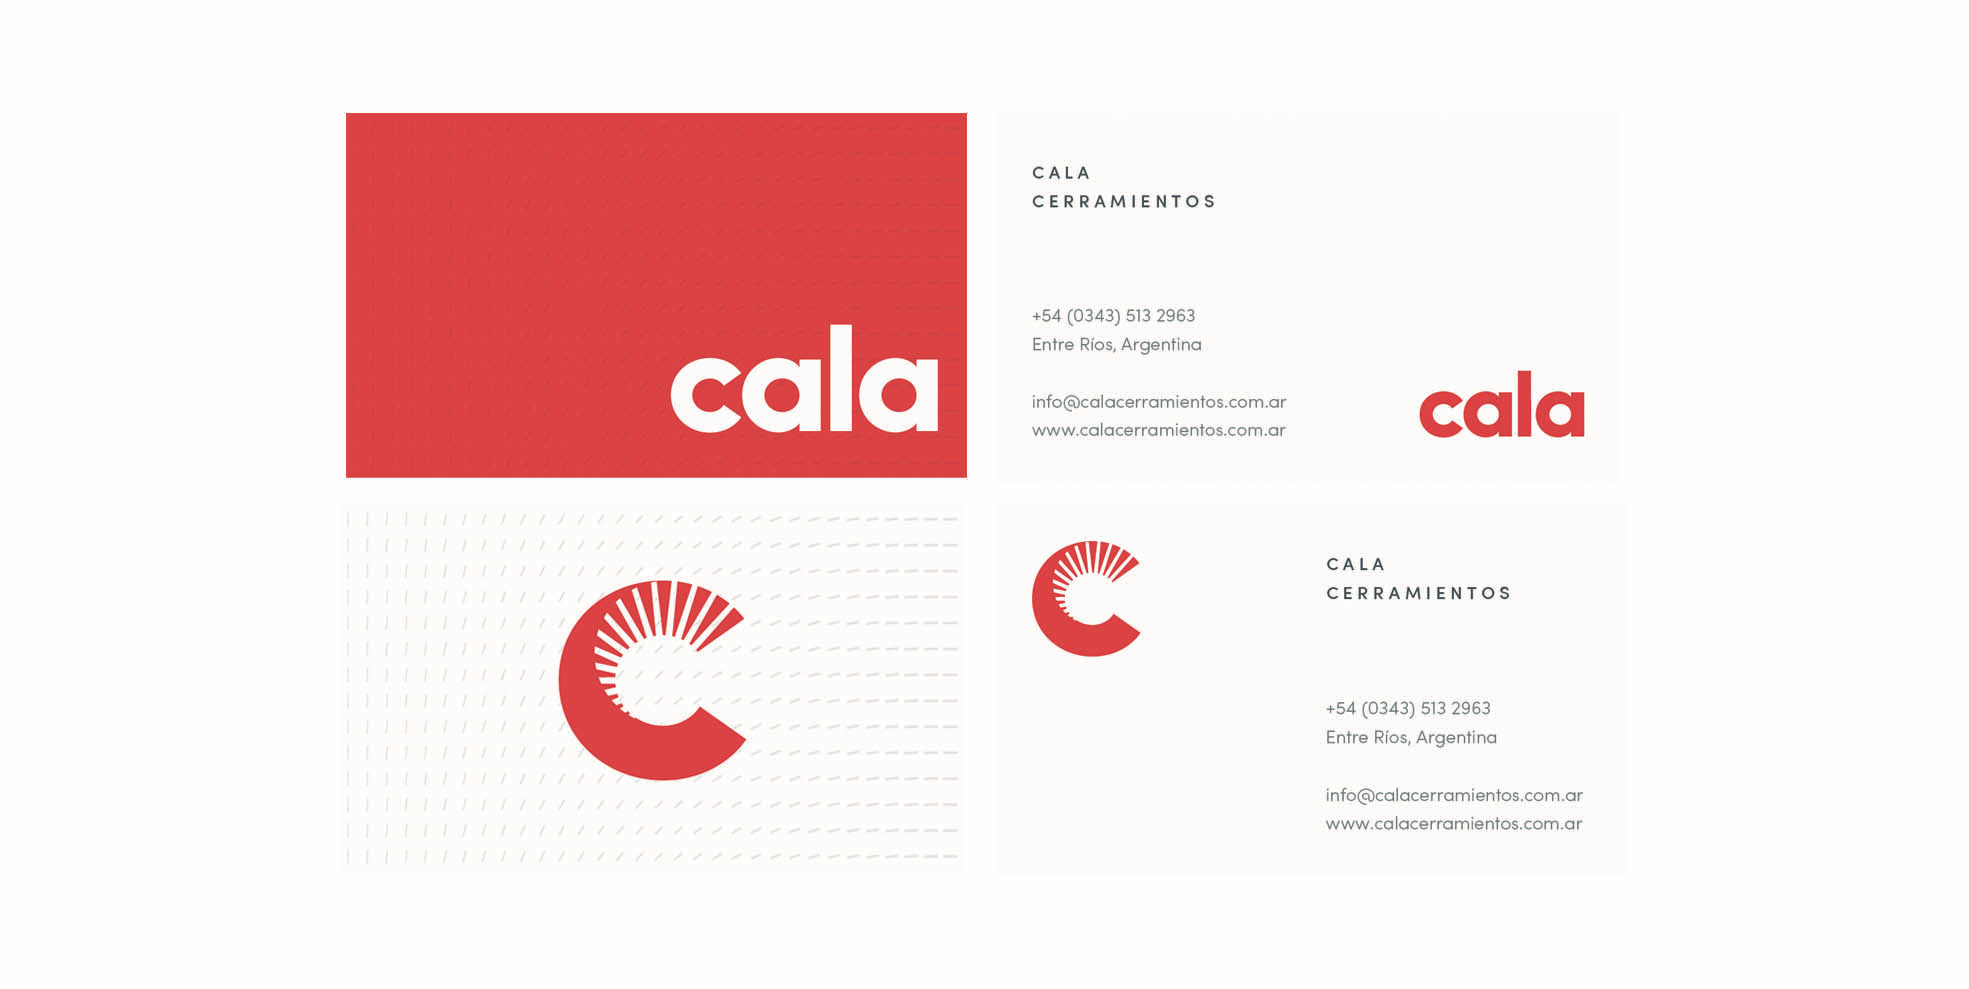 cala
CALA
CERRAMIENTOS
+54 (0343) 513 2963
Entre Ríos, Argentina
info@calacerramientos.com.ar
www.calacerramientos.com.ar
cala
C
C
CALA
CERRAMIENTOS
+54 (0343) 513 2963
Entre Ríos, Argentina
info@calacerramientos.com.ar
www.calacerramientos.com.ar